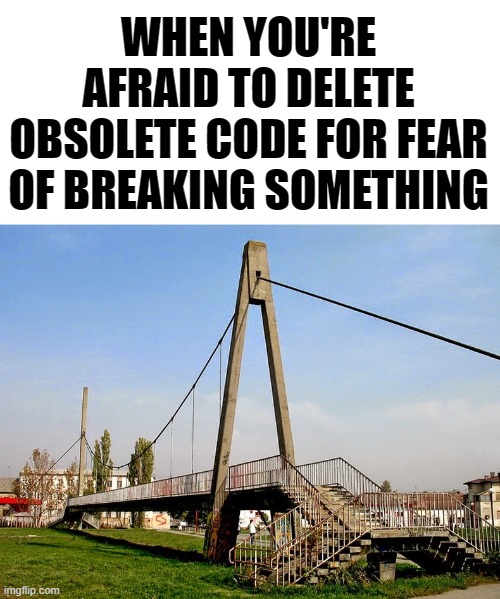 WHEN YOU'RE
AFRAID TO DELETE
OBSOLETE CODE FOR FEAR
OF BREAKING SOMETHING
imgflip.com